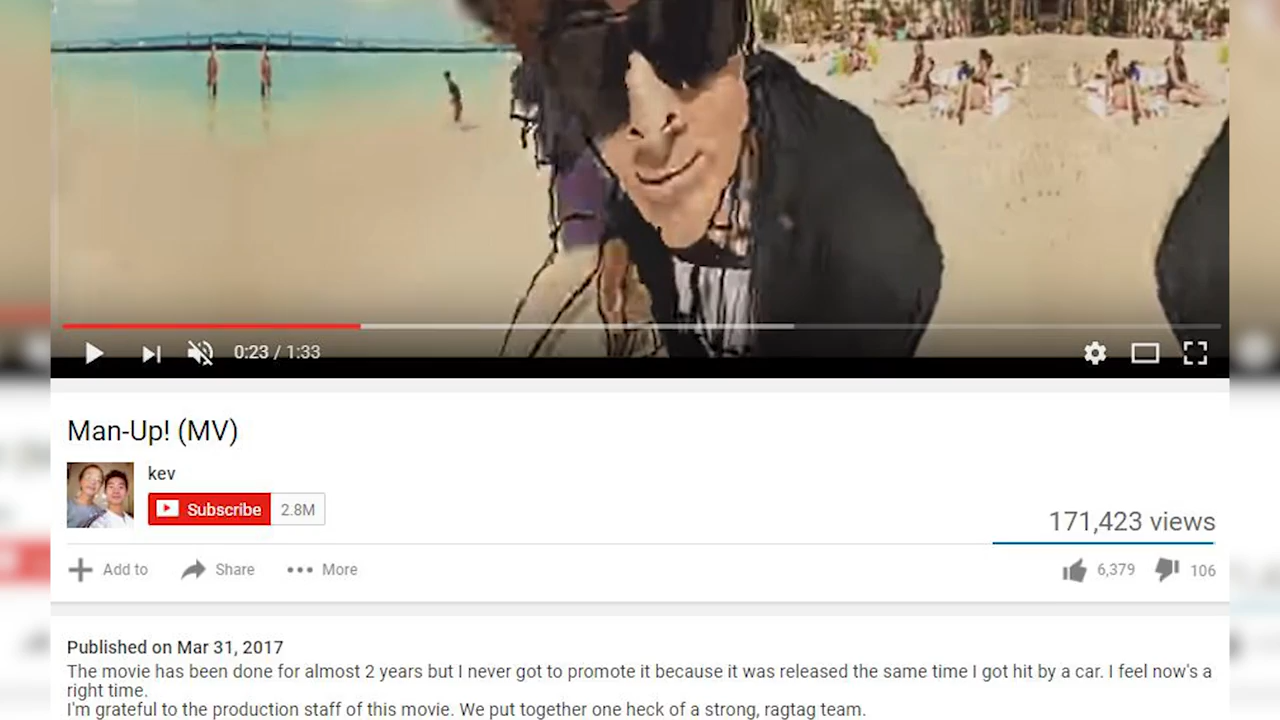 0:23 / 1:33
Man-Up! (MV)
kev
Subscribe 2.8M
171,423 views
Add to Share More 6,379 106
Published on Mar 31, 2017
The movie has been done for almost 2 years but I never got to promote it because it was released the same time I got hit by a car. I feel now's a
right time.
I'm grateful to the production staff of this movie. We put together one heck of a strong, ragtag team.